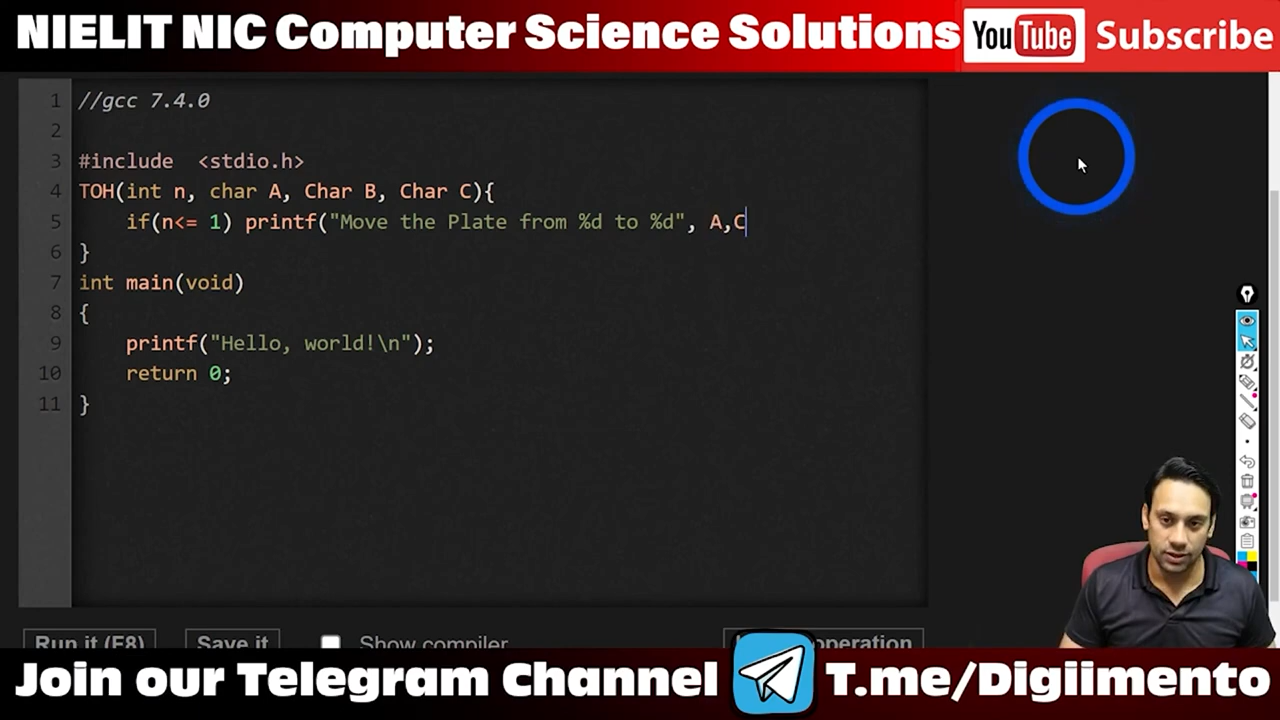 NIELIT NIC Computer Science Solutions YouTube Subscribe
1 //gcc 7.4.0
2
3 #include <stdio.h>
4 TOH(int n, char A, Char B, Char C){
5 if(n<= 1) printf("Move the Plate from %d to %d", A,C
6 }
7 int main(void)
8 {
9 printf("Hello, world!\n");
10 return 0;
11 }
Run it (F8) Save it Show compiler operation
Join our Telegram Channel T.me/Digiimento